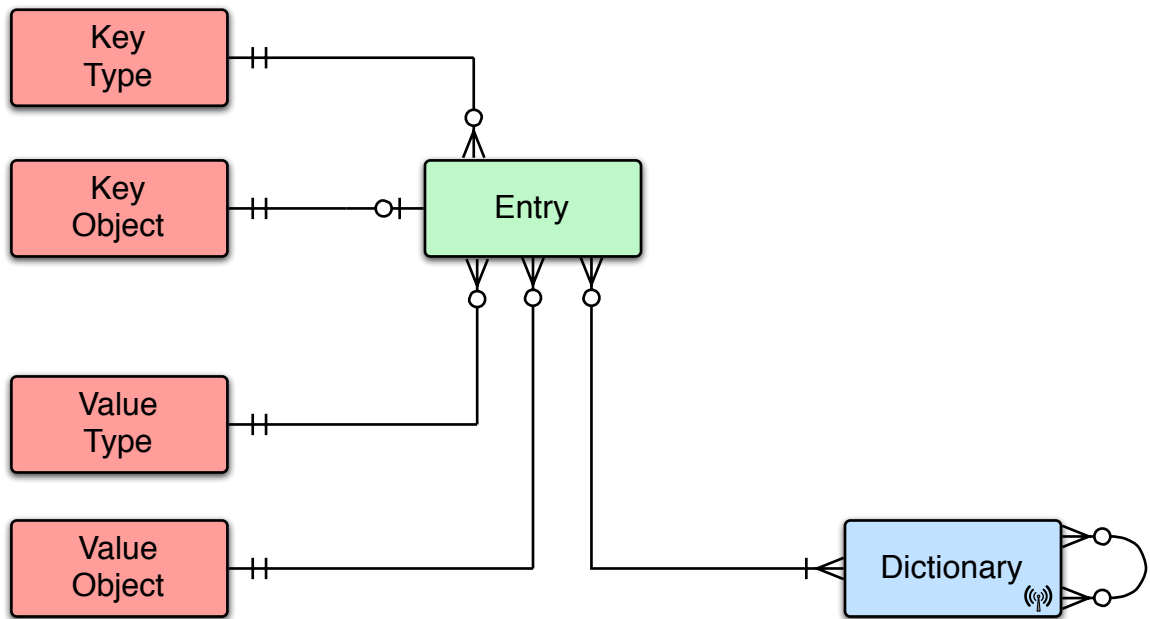 Key
Type
Key
Object
Entry
Value
Type
Value
Object
Dictionary